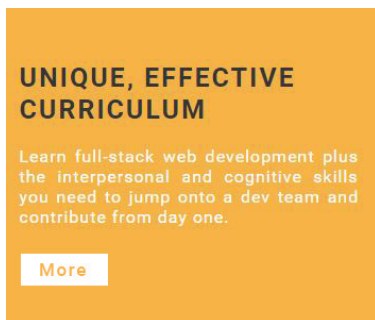 UNIQUE, EFFECTIVE
CURRICULUM
Learn full-stack web development plus
the interpersonal and cognitive skills
you need to jump onto a dev team and
contribute from day one.
More